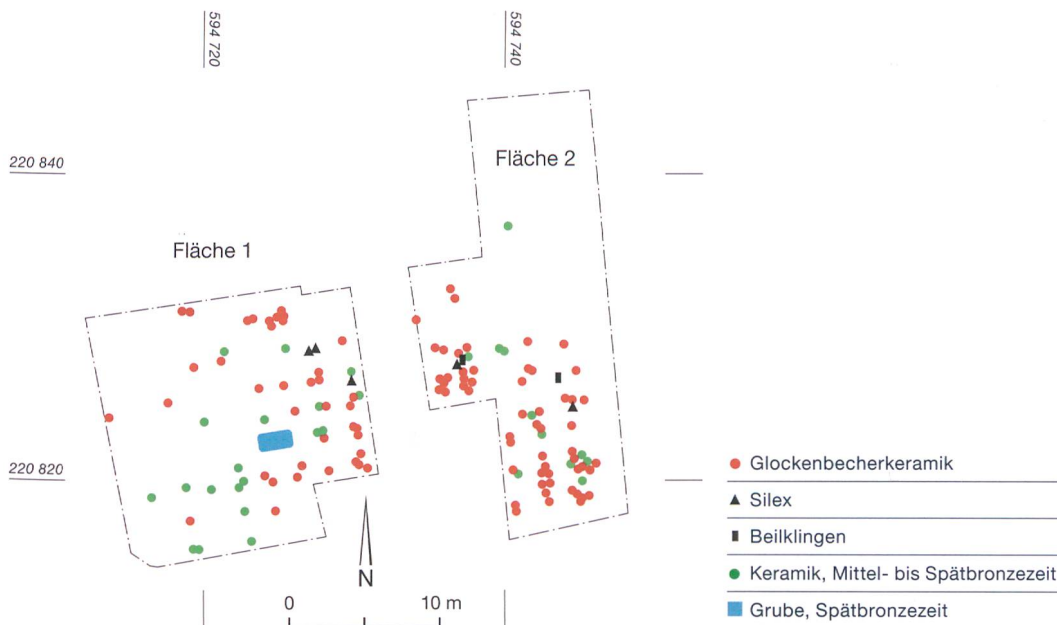 594 720
594 740
220 840
Fläche 2
Fläche 1
220 820
Glockenbecherkeramik
Silex
Beilklingen
Keramik, Mittel- bis Spätbronzezeit
Grube, Spätbronzezeit
N
0 10 m